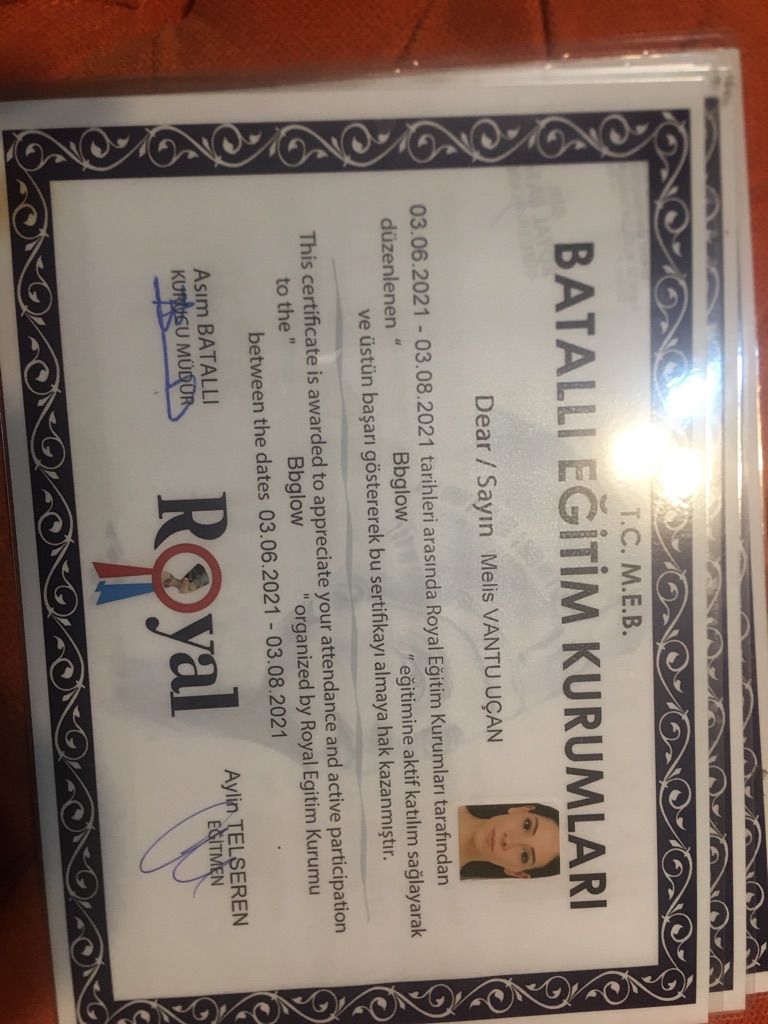 T.C. M.E.B.
BATALLI EĞİTİM KURUMLARI
Dear / Sayın Melis VANTU UÇAN
03.06.2021 - 03.08.2021 tarihleri arasında Royal Eğitim Kurumları tarafından
düzenlenen " Bbglow " eğitimine aktif katılım sağlayarak
ve üstün başarı göstererek bu sertifikayı almaya hak kazanmıştır.
This certificate is awarded to appreciate your attendance and active participation
to the " Bbglow " organized by Royal Egitim Kurumu
between the dates 03.06.2021 - 03.08.2021
Asım BATALLI
KURUCU MÜDÜR
Royal
Aylin TELSEREN
EĞİTMEN